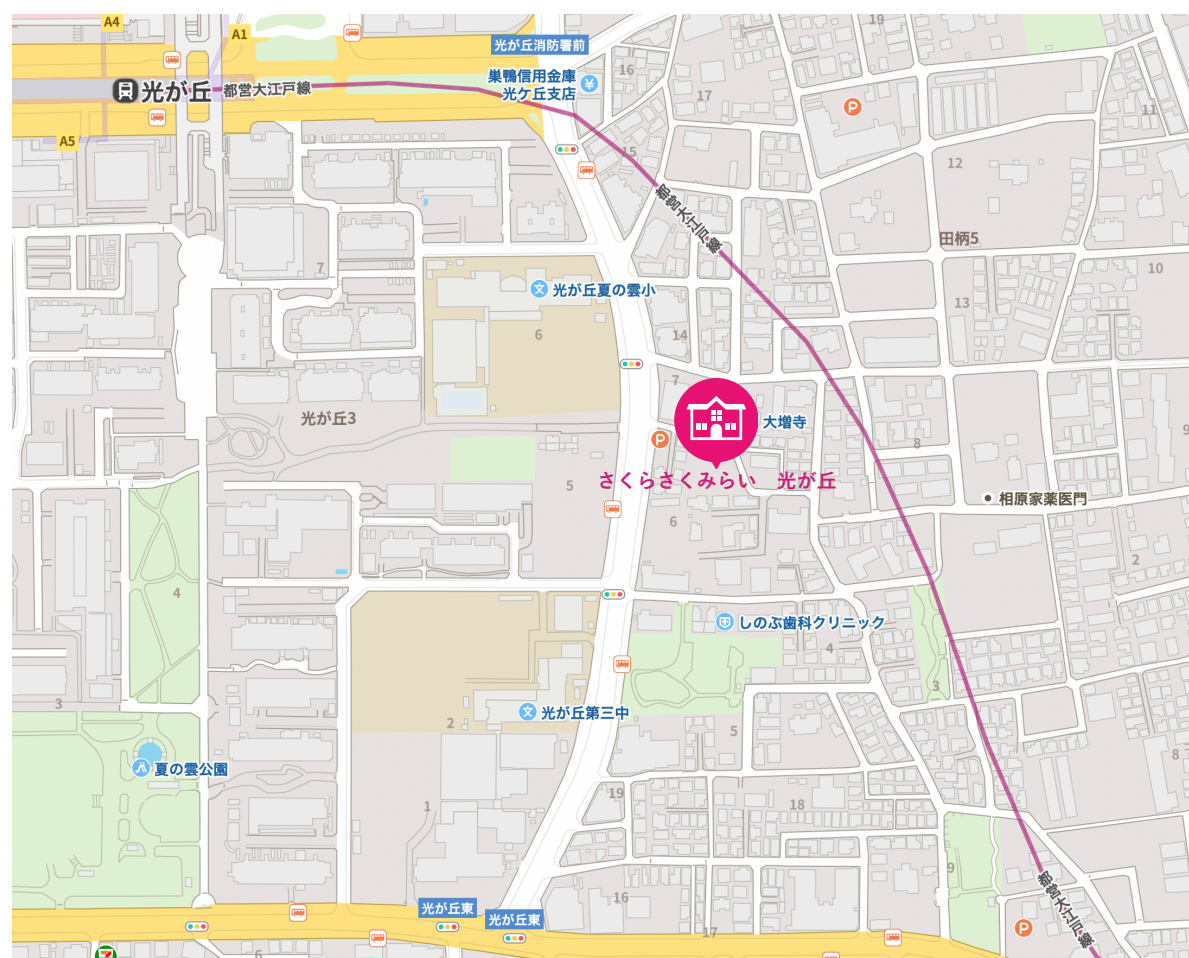 A4
A1
19
光が丘消防署前
16
巣鴨信用金庫
光ケ丘支店
光が丘
都営大江戸線
17
P
11
A5
15
12
都営大江戸線
田柄5
7
10
光が丘夏の雲小
13
6
14
7
光が丘3
大増寺
P
8
9
さくらさくみらい 光が丘
5
相原家薬医門
6
2
4
しのぶ歯科クリニック
4
3
3
光が丘第三中
2
5
8
夏の雲公園
19
18
1
9
都営大江戸線
16
光が丘東
光が丘東
P
17
6
7